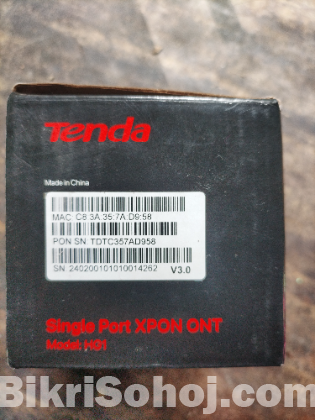 Tenda
Made in China
MAC: C8:3A:35:7A:D9:58
PON SN: TDTC357AD958
SN: 240200101010014262
V3.0
Single Port XPON ONT
Model: HG1
BikriSohoj.com